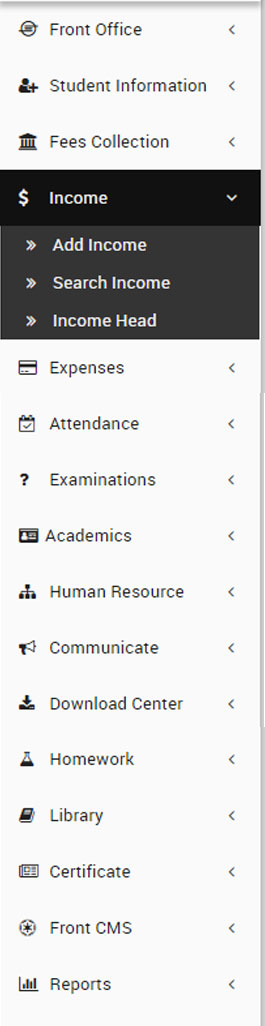 Front Office
Student Information
Fees Collection
Income
Add Income
Search Income
Income Head
Expenses
Attendance
Examinations
Academics
Human Resource
Communicate
Download Center
Homework
Library
Certificate
Front CMS
Reports